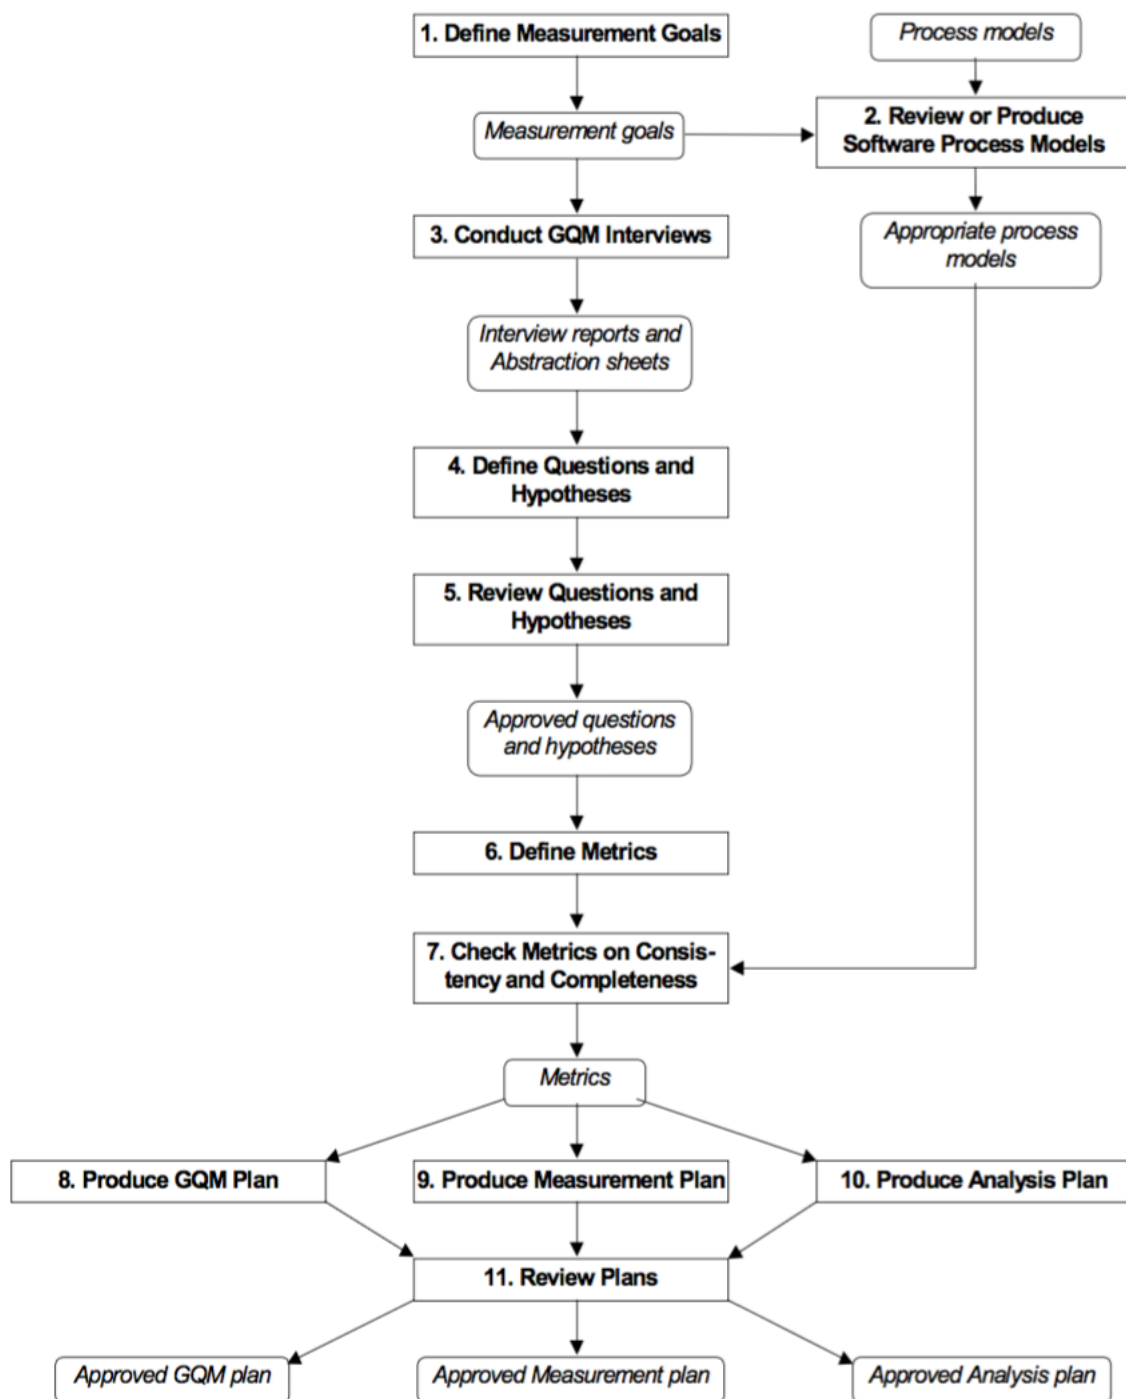 1. Define Measurement Goals
Process models
Measurement goals
2. Review or Produce
Software Process Models
3. Conduct GQM Interviews
Appropriate process
models
Interview reports and
Abstraction sheets
4. Define Questions and
Hypotheses
5. Review Questions and
Hypotheses
Approved questions
and hypotheses
6. Define Metrics
7. Check Metrics on Consis-
tency and Completeness
Metrics
8. Produce GQM Plan
9. Produce Measurement Plan
10. Produce Analysis Plan
11. Review Plans
Approved GQM plan
Approved Measurement plan
Approved Analysis plan